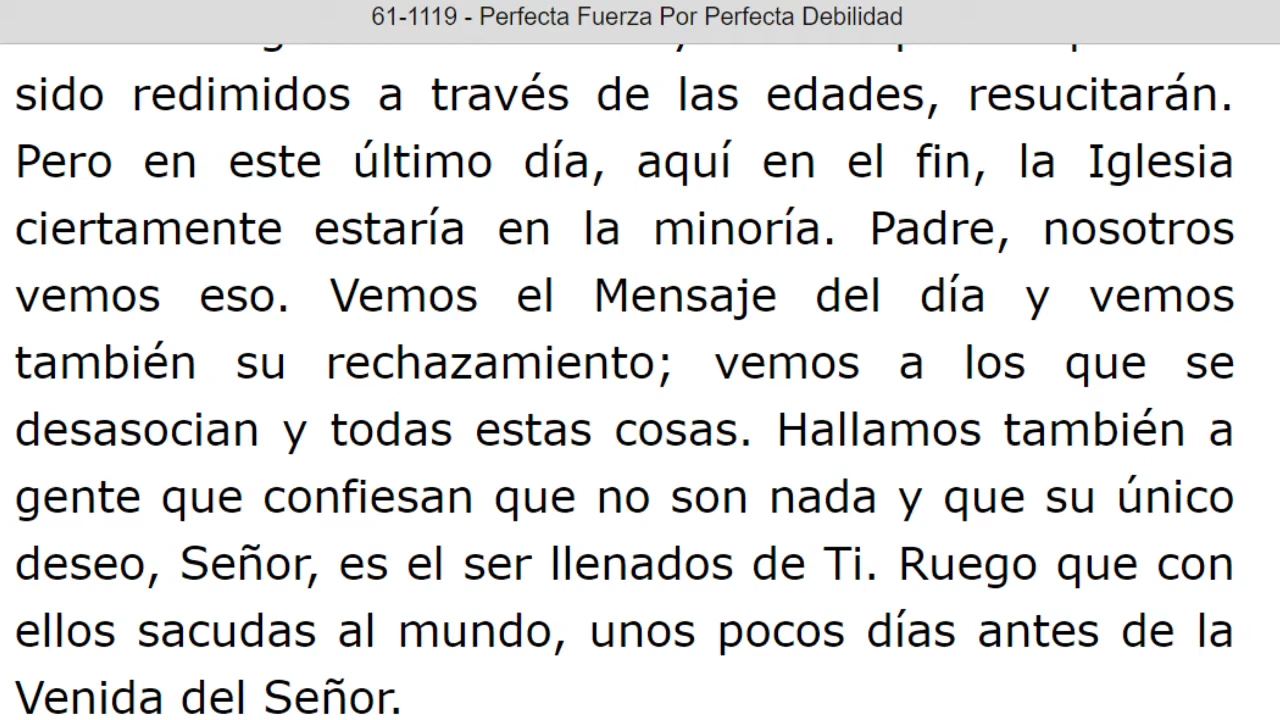 61-1119 - Perfecta Fuerza Por Perfecta Debilidad
sido redimidos a través de las edades, resucitarán.
Pero en este último día, aquí en el fin, la Iglesia
ciertamente estaría en la minoría. Padre, nosotros
vemos eso. Vemos el Mensaje del día y vemos
también su rechazamiento; vemos a los que se
desasocian y todas estas cosas. Hallamos también a
gente que confiesan que no son nada y que su único
deseo, Señor, es el ser llenados de Ti. Ruego que con
ellos sacudas al mundo, unos pocos días antes de la
Venida del Señor.